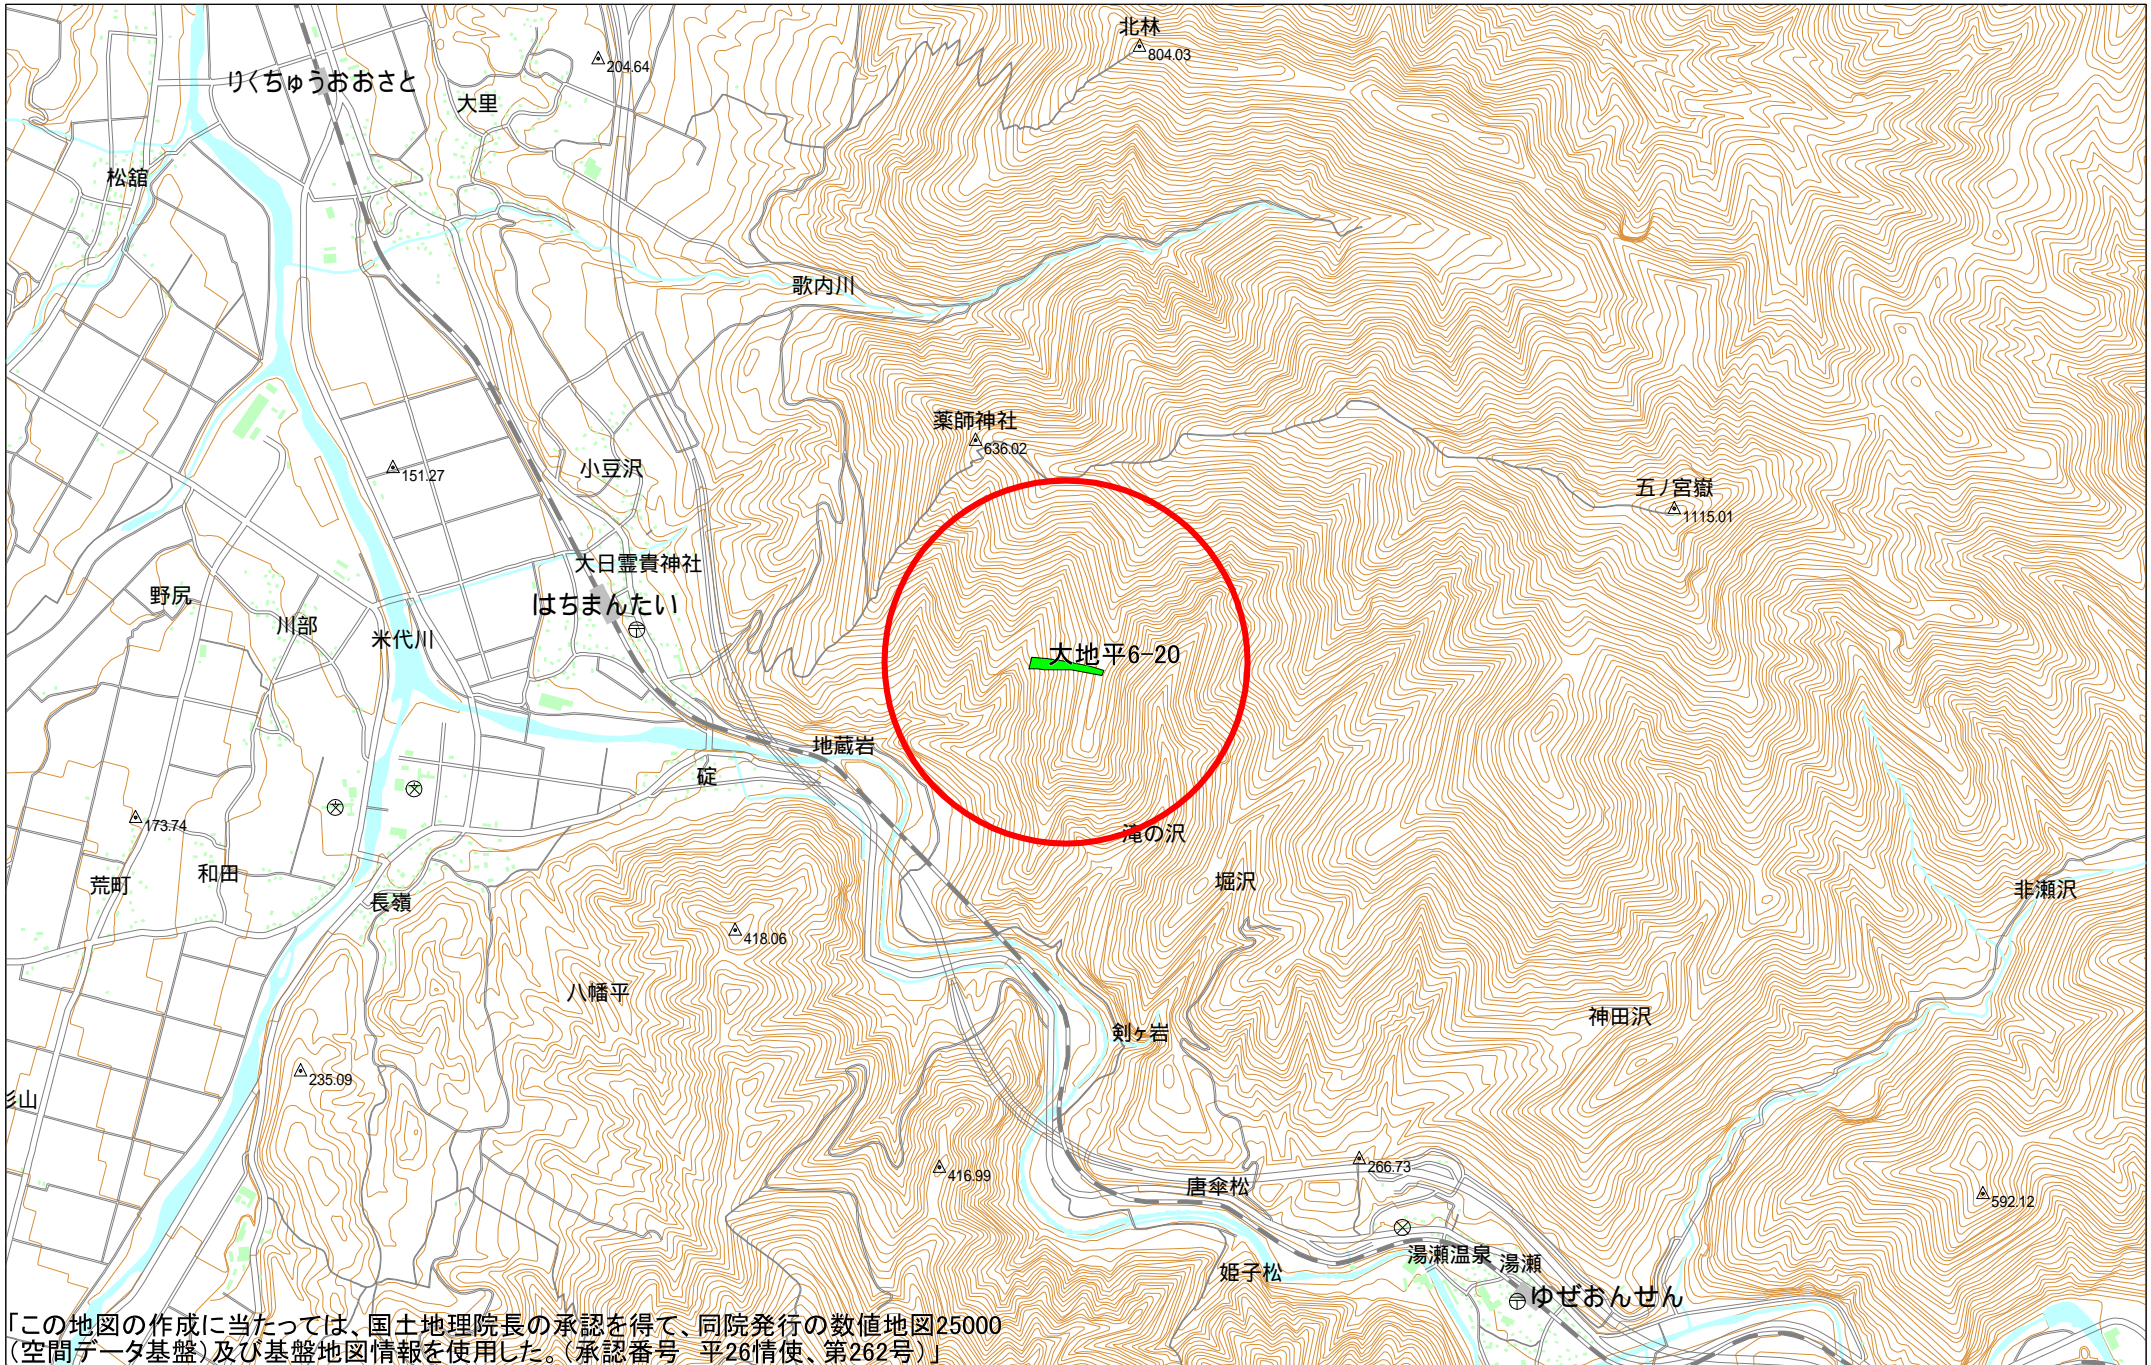 北林
804.03
204.64
りくちゅうおおさと
大里
松舘
歌内川
薬師神社
636.02
151.27
小豆沢
五ノ宮嶽
1115.01
大日霊貴神社
はちまんたい
野尻
川部
米代川
大地平6-20
地蔵岩
碇
173.74
滝の沢
和田
荒町
長嶺
堀沢
非瀬沢
418.06
八幡平
神田沢
剣ヶ岩
235.09
416.99
266.73
唐傘松
592.12
湯瀬温泉
湯瀬
姫子松
ゆぜおんせん
「この地図の作成に当たっては、国土地理院長の承認を得て、同院発行の数値地図25000
(空間データ基盤)及び基盤地図情報を使用した。(承認番号　平26情使、第262号)」